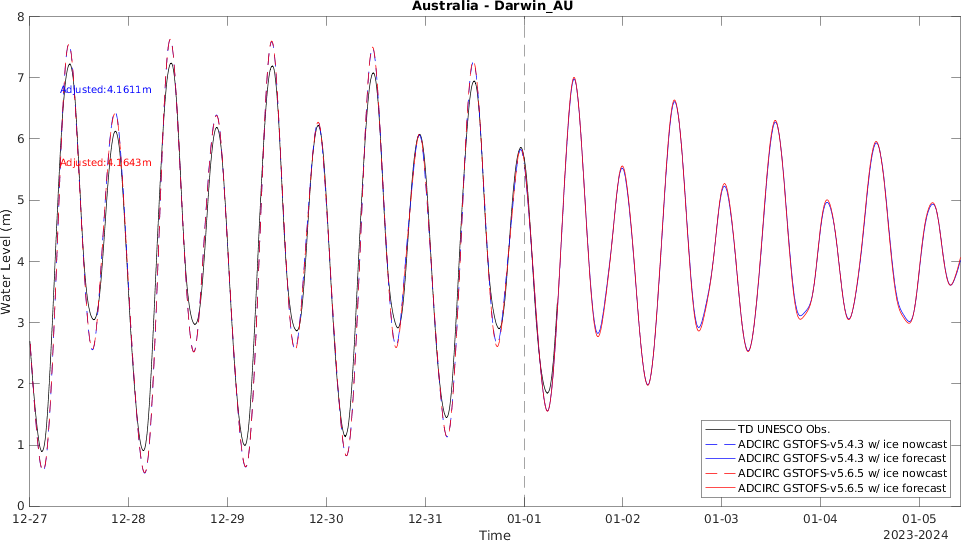 Australia - Darwin_AU
8
7
Adjusted:4.1611m
6
Adjusted:4.1643m
5
4
3
2
1
0
Water Level (m)
TD UNESCO Obs.
ADCIRC GSTOFS-v5.4.3 w/ ice nowcast
ADCIRC GSTOFS-v5.4.3 w/ ice forecast
ADCIRC GSTOFS-v5.6.5 w/ ice nowcast
ADCIRC GSTOFS-v5.6.5 w/ ice forecast
12-27 12-28 12-29 12-30 12-31 01-01 01-02 01-03 01-04 01-05
Time
2023-2024